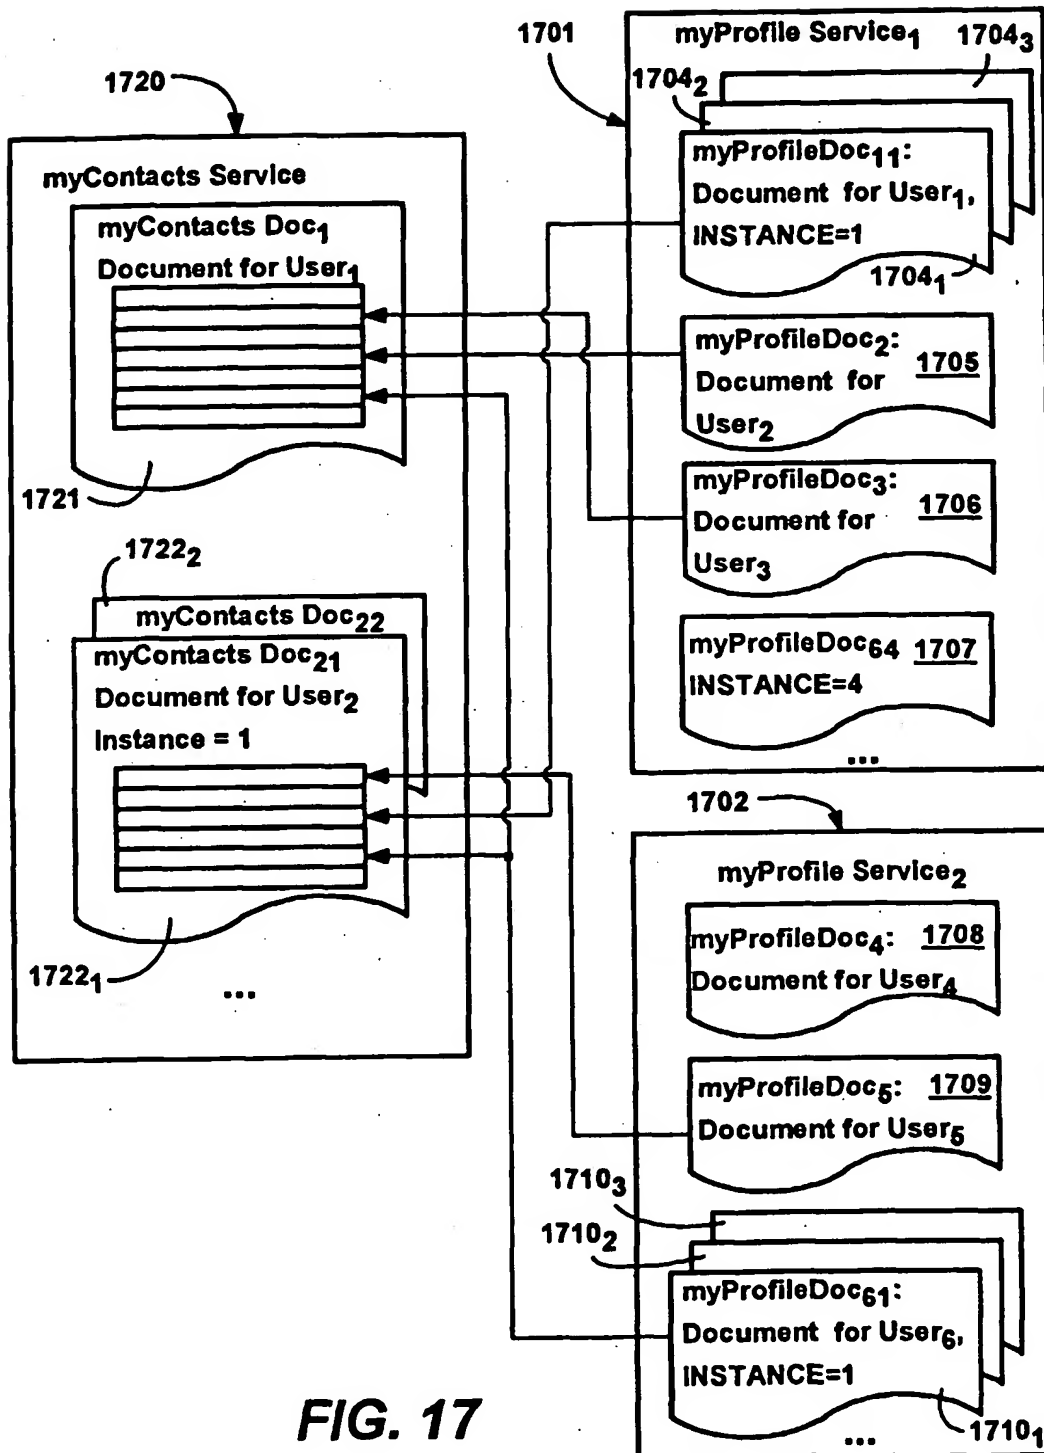 1720
myContacts Service
myContacts Doc₁
Document for User₁
1721
1722₂
myContacts Doc₂₂
myContacts Doc₂₁
Document for User₂
Instance = 1
1722₁
...
1701
myProfile Service₁
1704₃
1704₂
myProfileDoc₁₁:
Document for User₁,
INSTANCE=1
1704₁
myProfileDoc₂:
Document for
User₂
1705
myProfileDoc₃:
Document for
User₃
1706
myProfileDoc₆₄
INSTANCE=4
1707
...
1702
myProfile Service₂
myProfileDoc₄:
1708
Document for User₄
myProfileDoc₅:
1709
Document for User₅
1710₃
1710₂
myProfileDoc₆₁:
Document for User₆,
INSTANCE=1
1710₁
...
FIG. 17